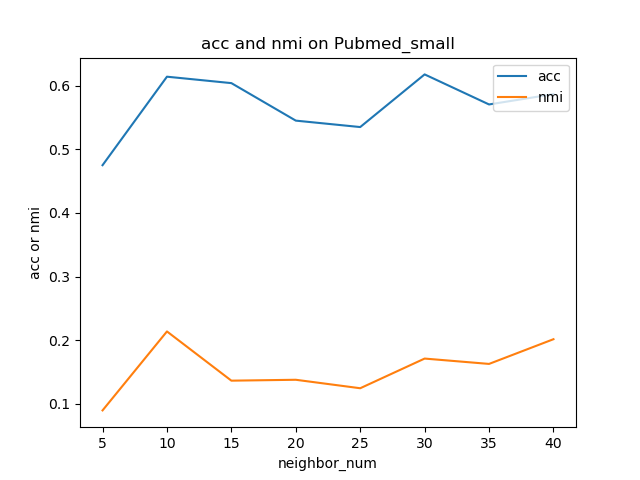 acc and nmi on Pubmed_small
acc
nmi
acc or nmi
0.6
0.5
0.4
0.3
0.2
0.1
5 10 15 20 25 30 35 40
neighbor_num